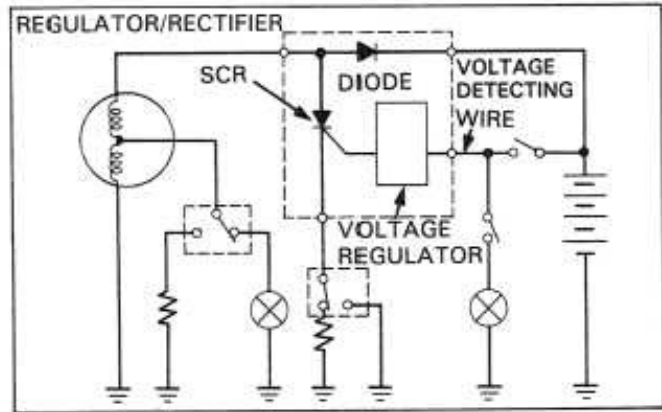 REGULATOR/RECTIFIER
SCR
DIODE
VOLTAGE
DETECTING
WIRE
VOLTAGE
REGULATOR